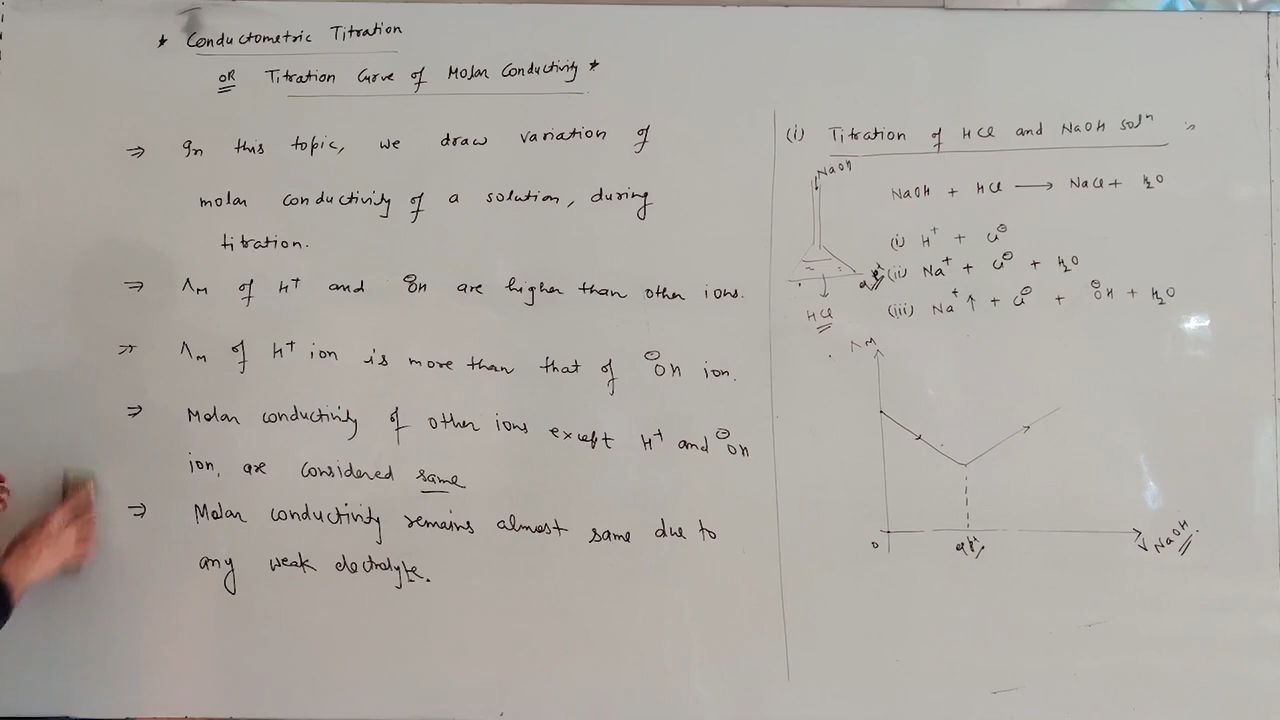 * Conductometric Titration
OR Titration Curve of Molar Conductivity *
⇒ In this topic, we draw variation of
molar conductivity of a solution, during
titration.
⇒ ΛM of H⁺ and ⊖OH are higher than other ions.
⇒ ΛM of H⁺ ion is more than that of ⊖OH ion.
⇒ Molar conductivity of other ions except H⁺ and ⊖OH
ion, are considered same
⇒ Molar conductivity remains almost same due to
any weak electrolyte.
(i) Titration of HCl and NaOH solⁿ :-
NaOH
NaOH + HCl ⟶ NaCl + H₂O
(i) H⁺ + Cl⊖
(ii) Na⁺ + Cl⊖ + H₂O
(iii) Na⁺↑ + Cl⊖ + ⊖OH + H₂O
HCl
ΛM
0
V NaOH.